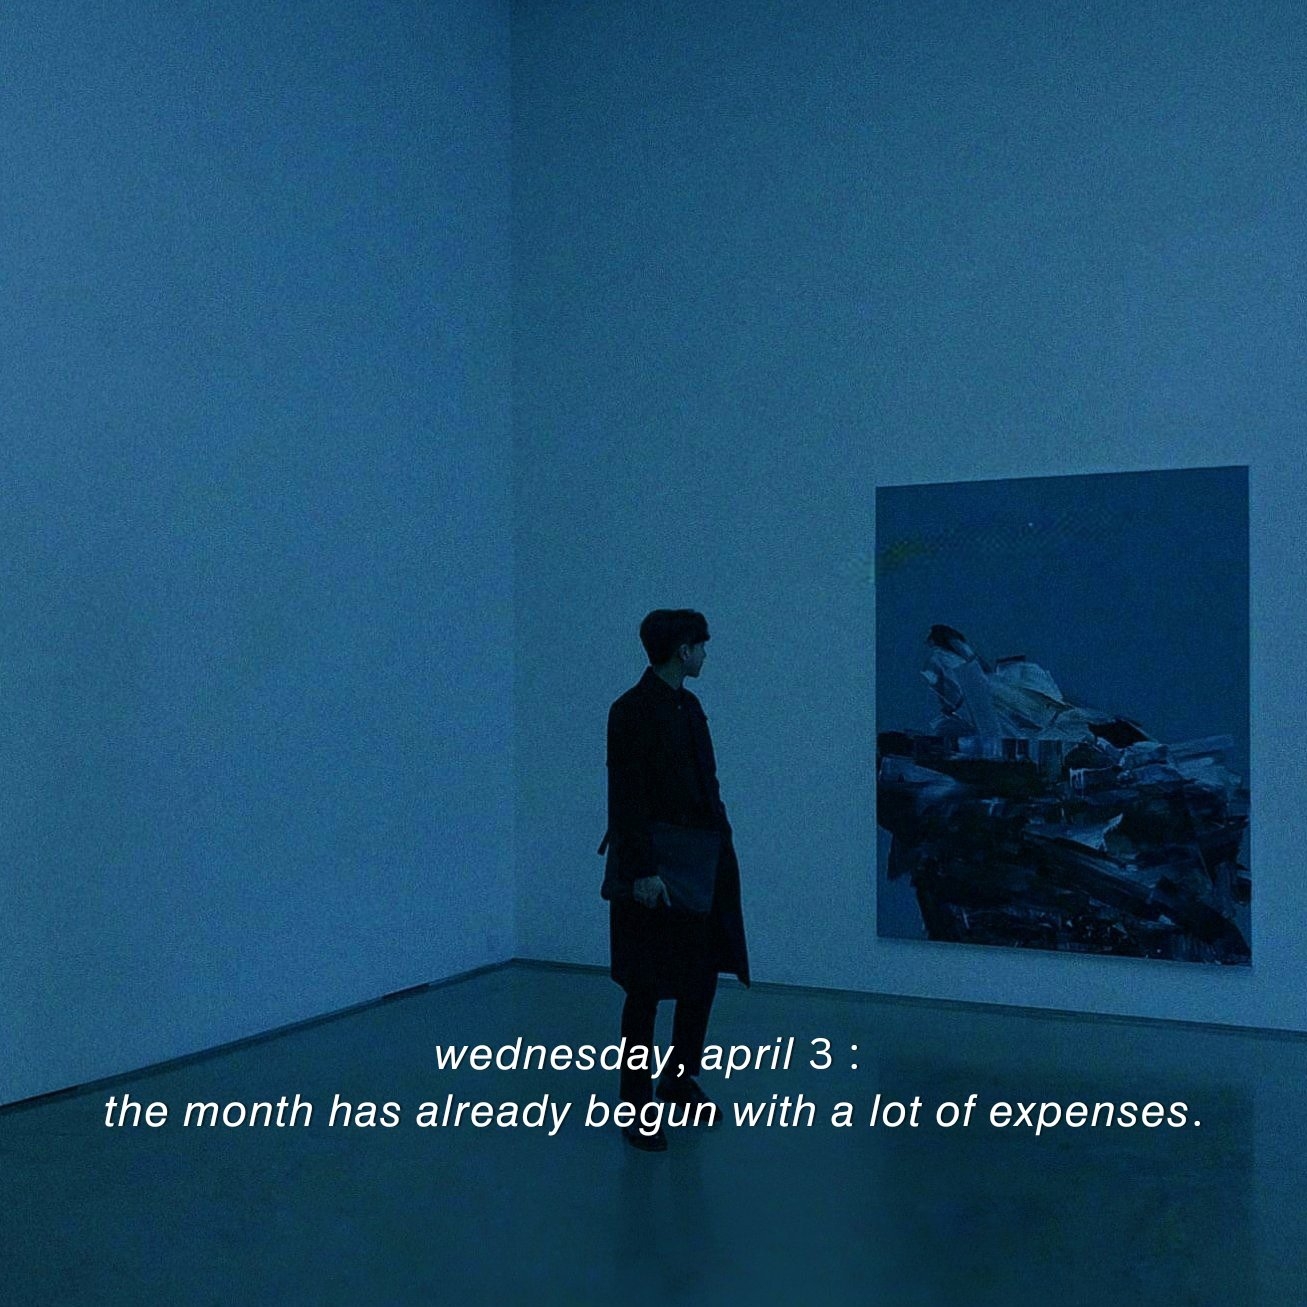 wednesday, april 3 :
the month has already begun with a lot of expenses.